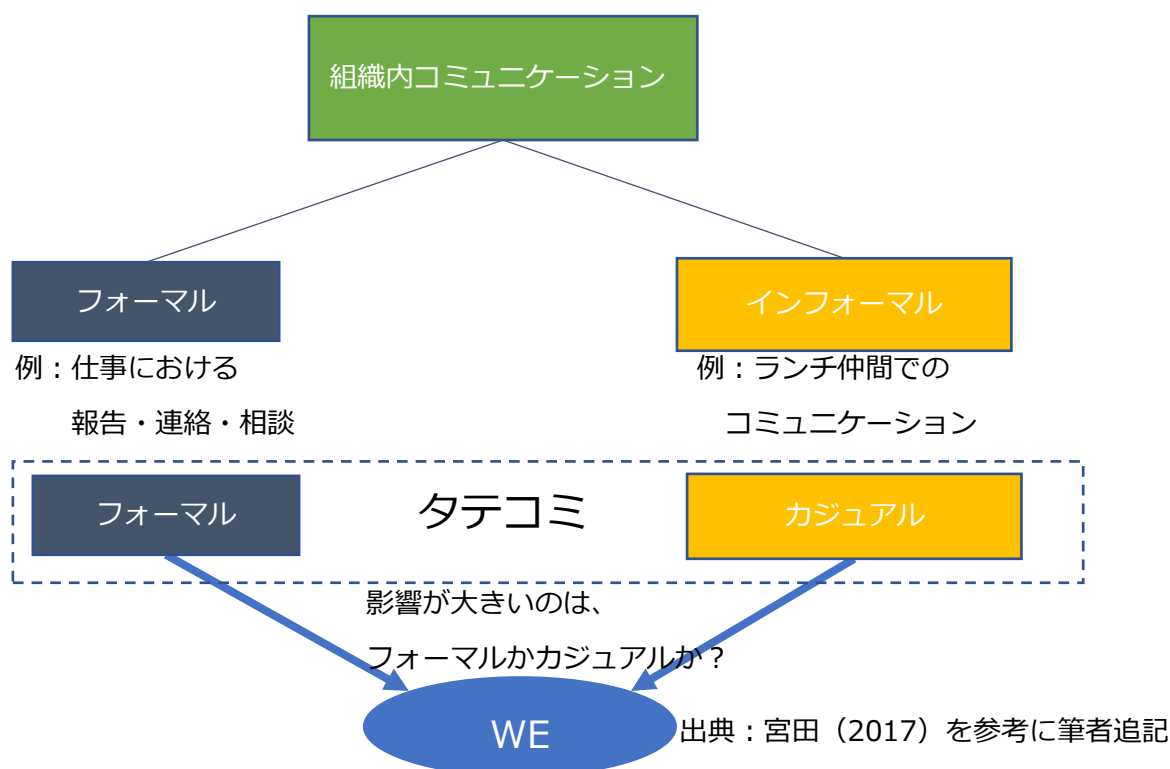 組織内コミュニケーション
フォーマル
インフォーマル
例：仕事における
報告・連絡・相談
例：ランチ仲間での
コミュニケーション
フォーマル
タテコミ
カジュアル
影響が大きいのは、
フォーマルかカジュアルか？
WE
出典：宮田（2017）を参考に筆者追記